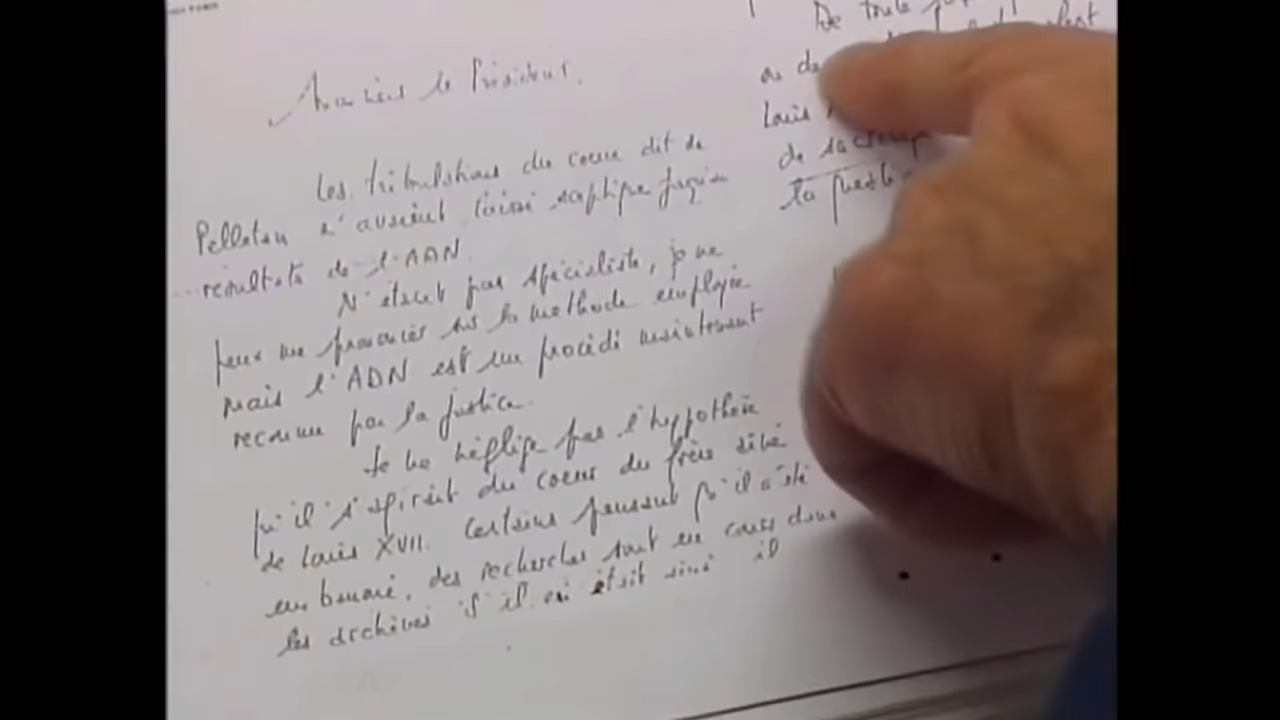 Monsieur le Président,
Les tribulations du coeur dit de
Pelletan m'avaient laissé sceptique jusqu'au
résultats de l'ADN.
N'étant pas spécialiste, je ne
peux me prononcer sur la méthode employée
mais l'ADN est un procédé maintenant
reconnu par la justice.
Je ne néglige pas l'hypothèse
qu'il s'agirait du coeur du frère aîné
de Louis XVII. Certains pensent qu'il a été
embaumé, des recherches sont en cours dans
les archives s'il en était ainsi il
De toute
a de
Louis
de sa
la